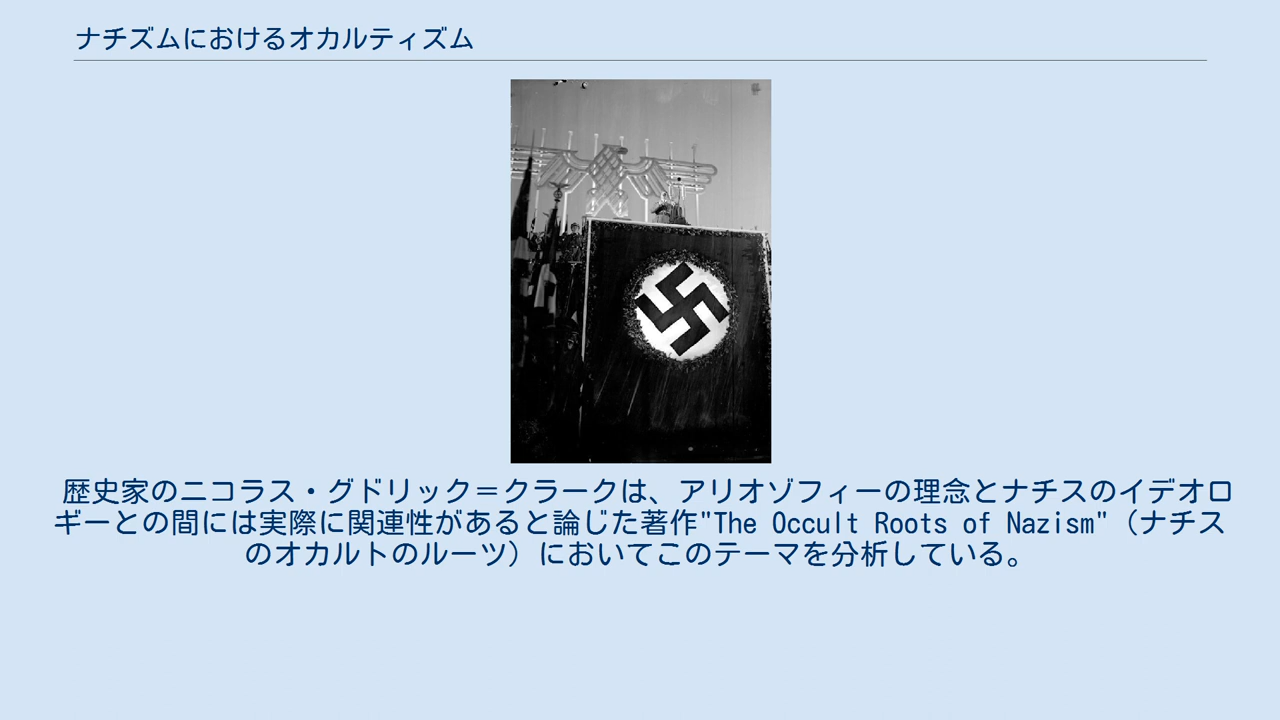 ナチズムにおけるオカルティズム
歴史家のニコラス・グドリック＝クラークは、アリオゾフィーの理念とナチスのイデオロ
ギーとの間には実際に関連性があると論じた著作"The Occult Roots of Nazism"（ナチス
のオカルトのルーツ）においてこのテーマを分析している。